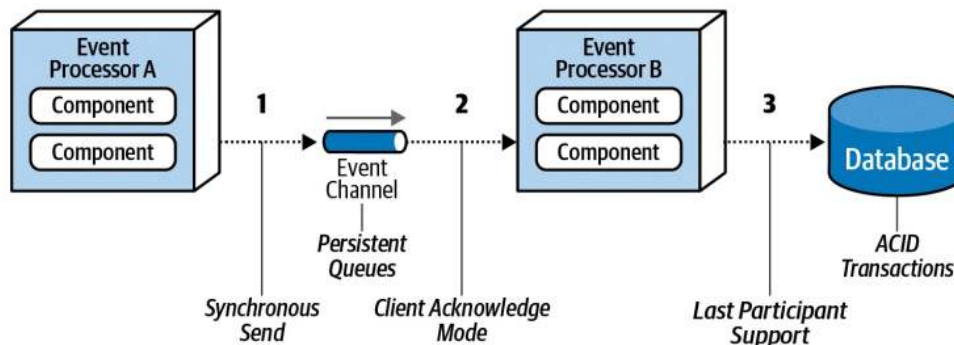 Event
Processor A
Component
Component
1
Event
Channel
2
Event
Processor B
Component
Component
3
Database
Persistent
Queues
ACID
Transactions
Synchronous
Send
Client Acknowledge
Mode
Last Participant
Support